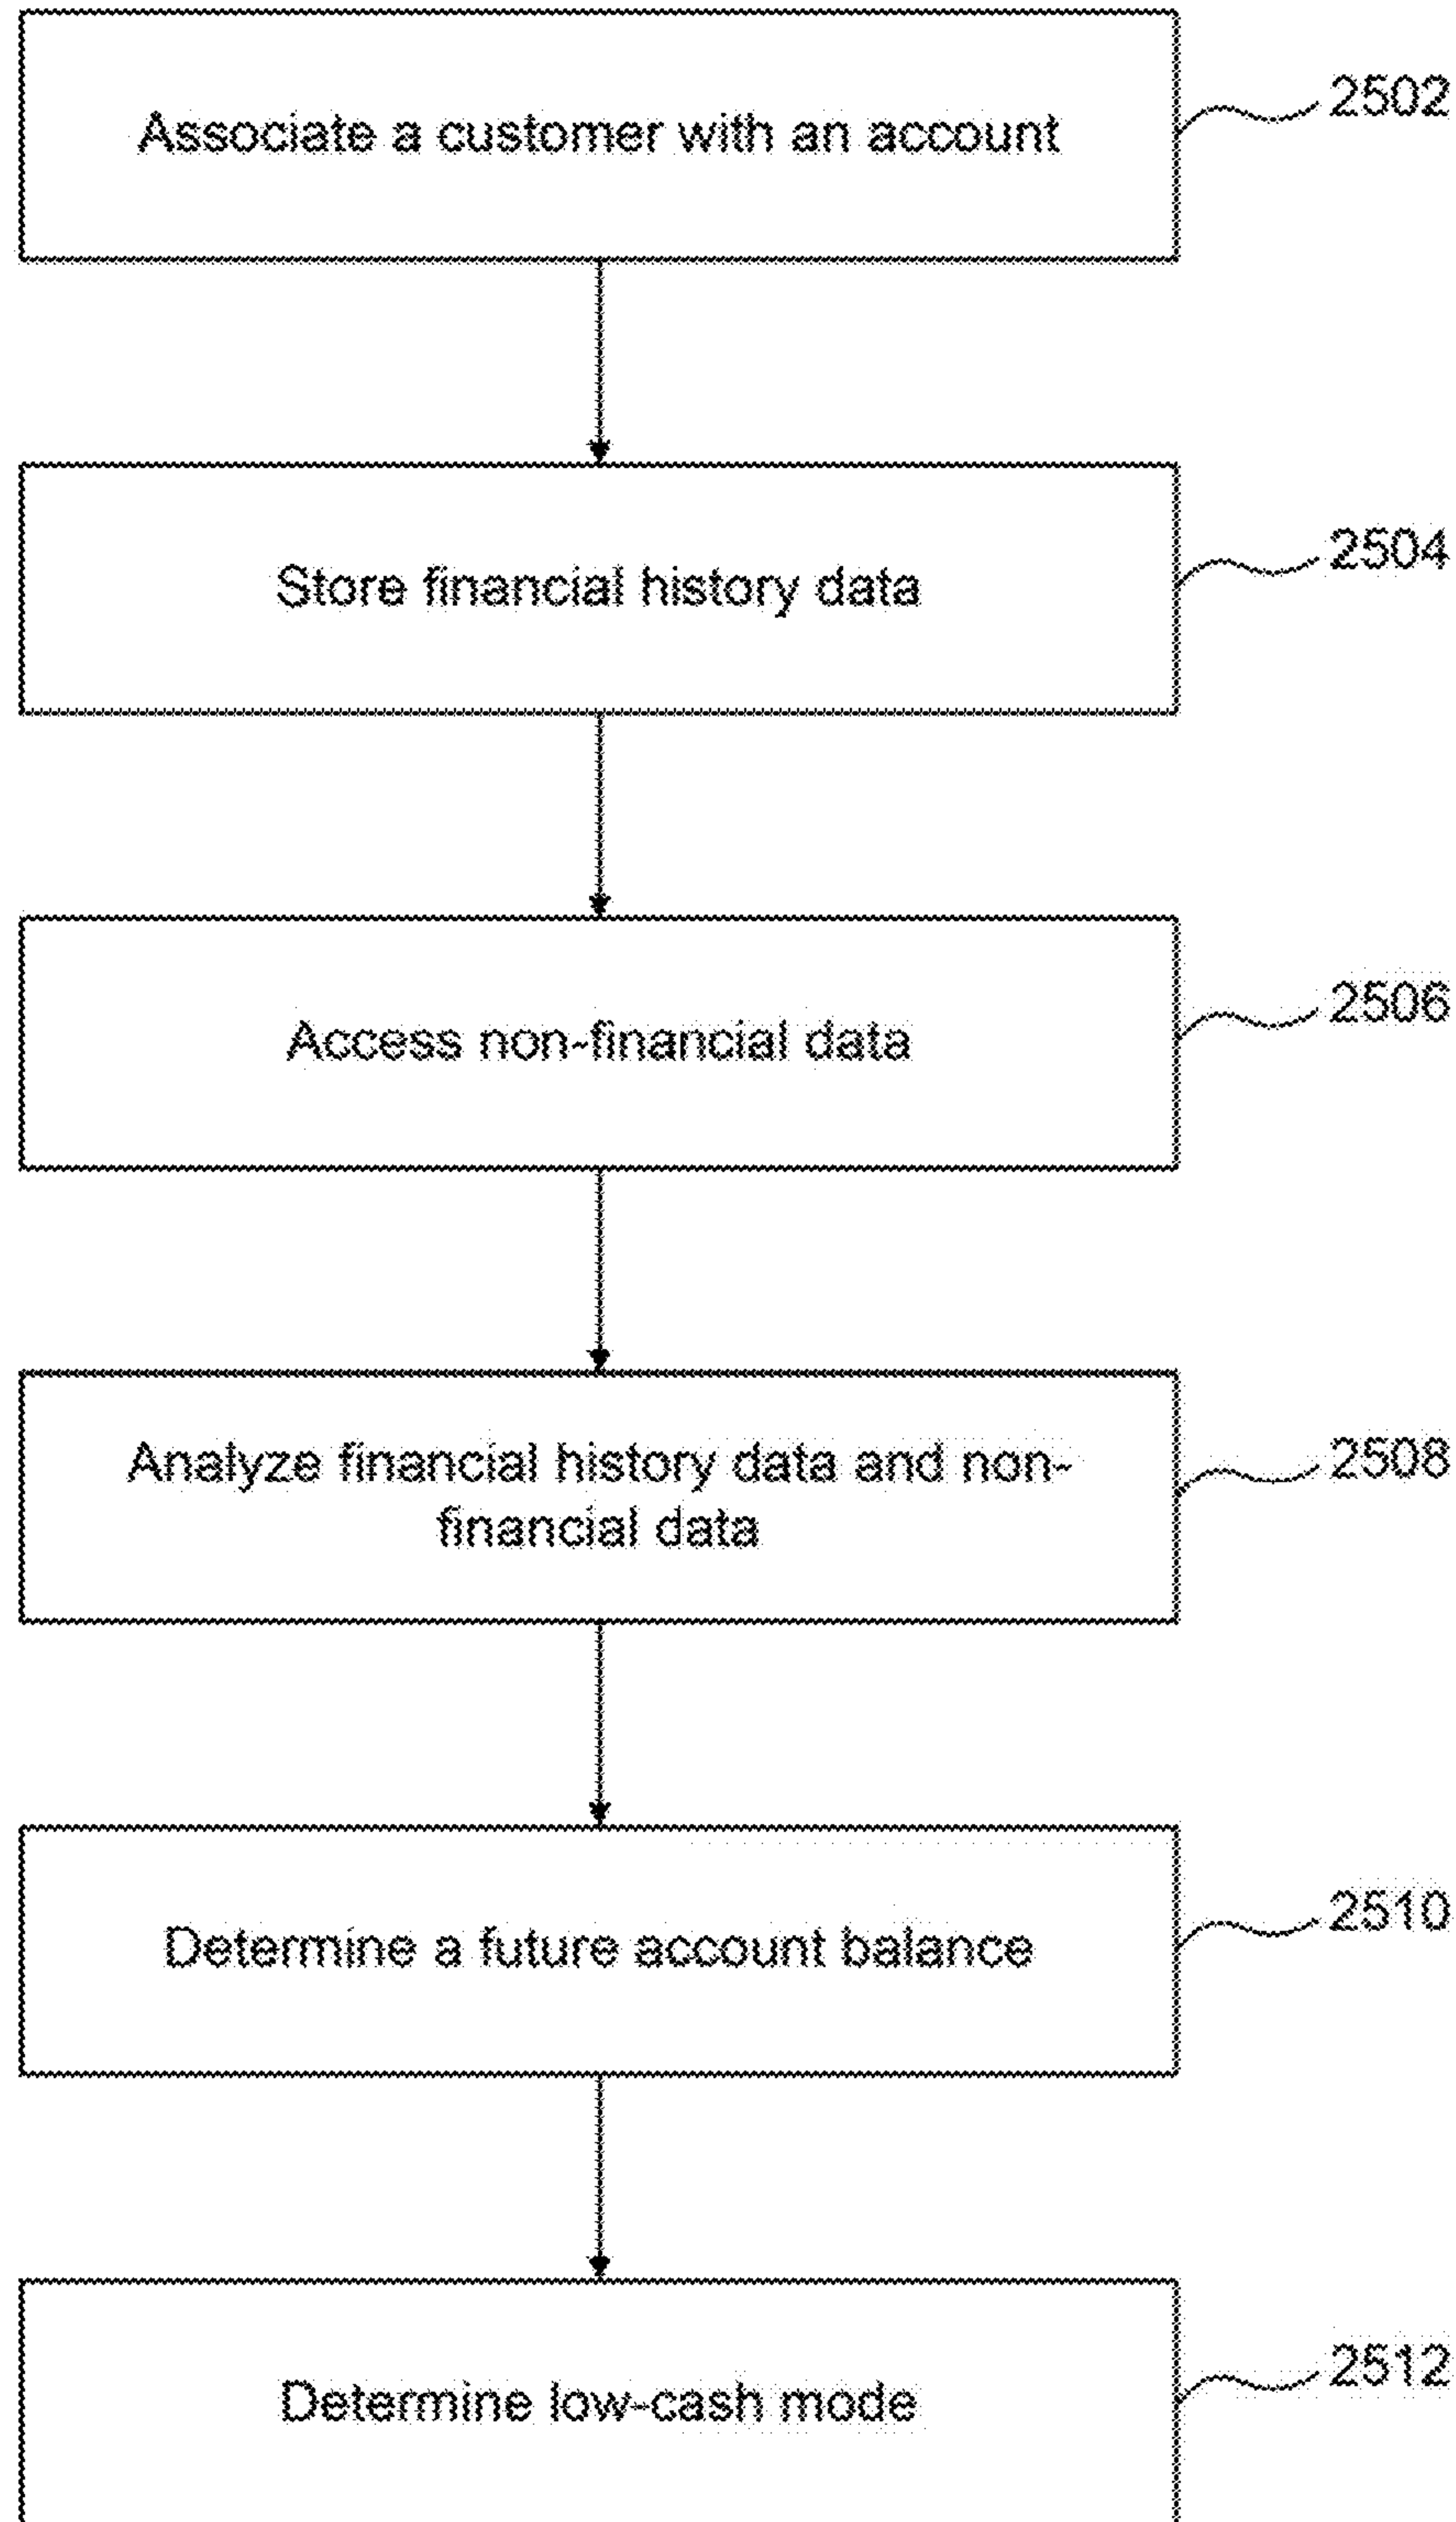 Associate a customer with an account
2502
Store financial history data
2504
Access non-financial data
2506
Analyze financial history data and non-
financial data
2508
Determine a future account balance
2510
Determine low-cash mode
2512